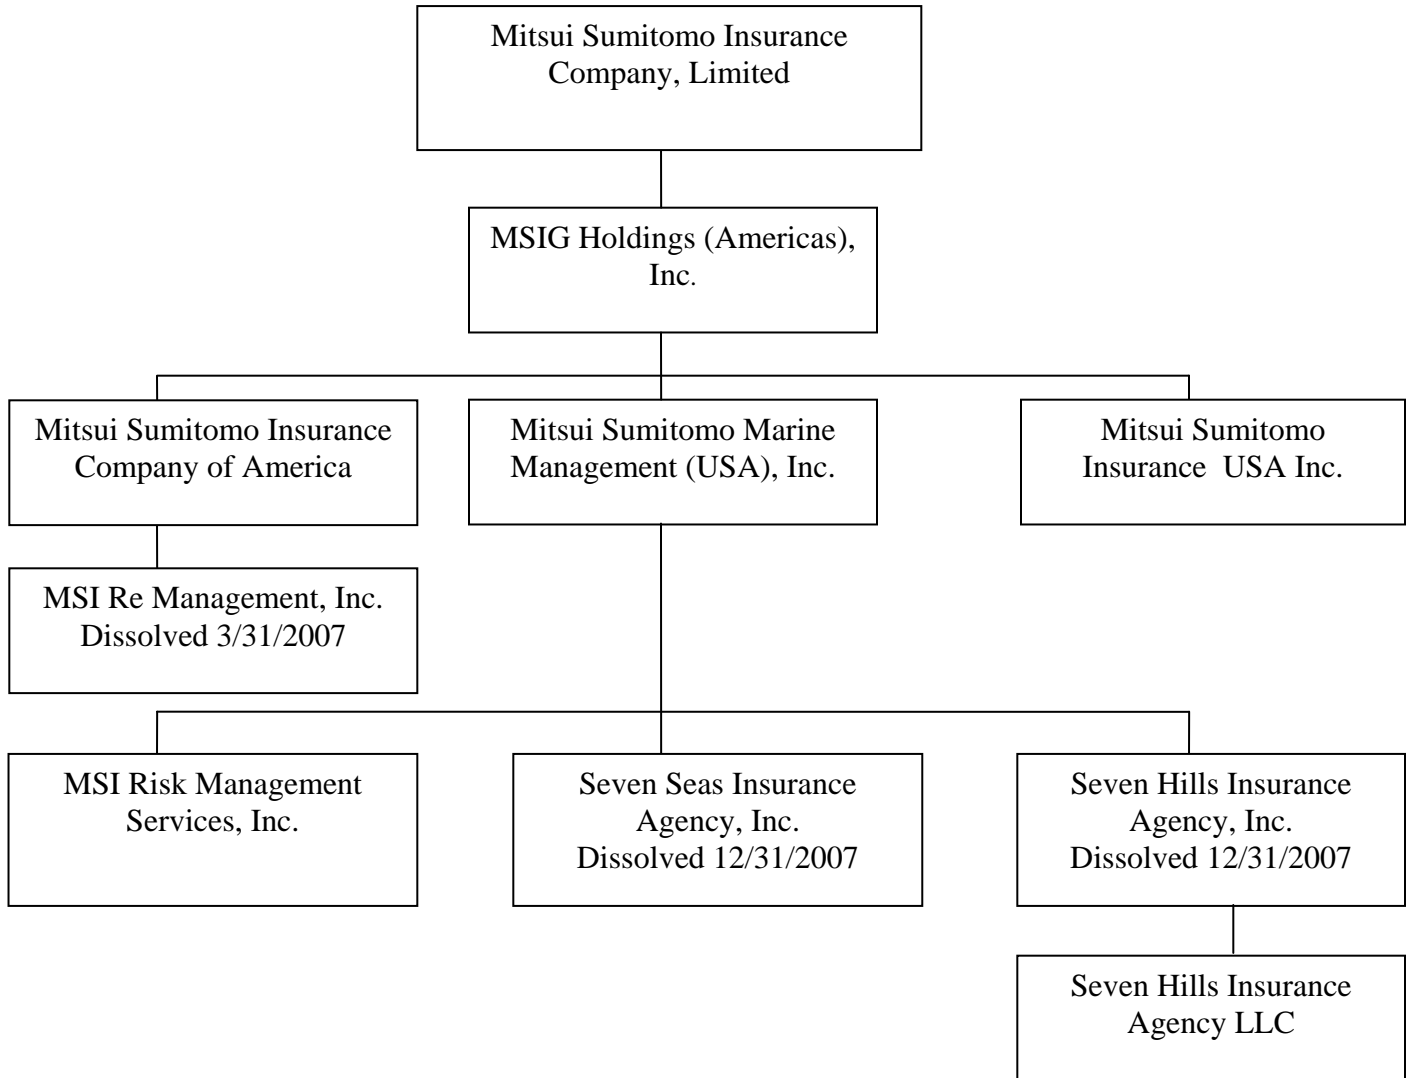 Mitsui Sumitomo Insurance
Company, Limited
MSIG Holdings (Americas),
Inc.
Mitsui Sumitomo Insurance
Company of America
Mitsui Sumitomo Marine
Management (USA), Inc.
Mitsui Sumitomo
Insurance  USA Inc.
MSI Re Management, Inc.
Dissolved 3/31/2007
MSI Risk Management
Services, Inc.
Seven Seas Insurance
Agency, Inc.
Dissolved 12/31/2007
Seven Hills Insurance
Agency, Inc.
Dissolved 12/31/2007
Seven Hills Insurance
Agency LLC